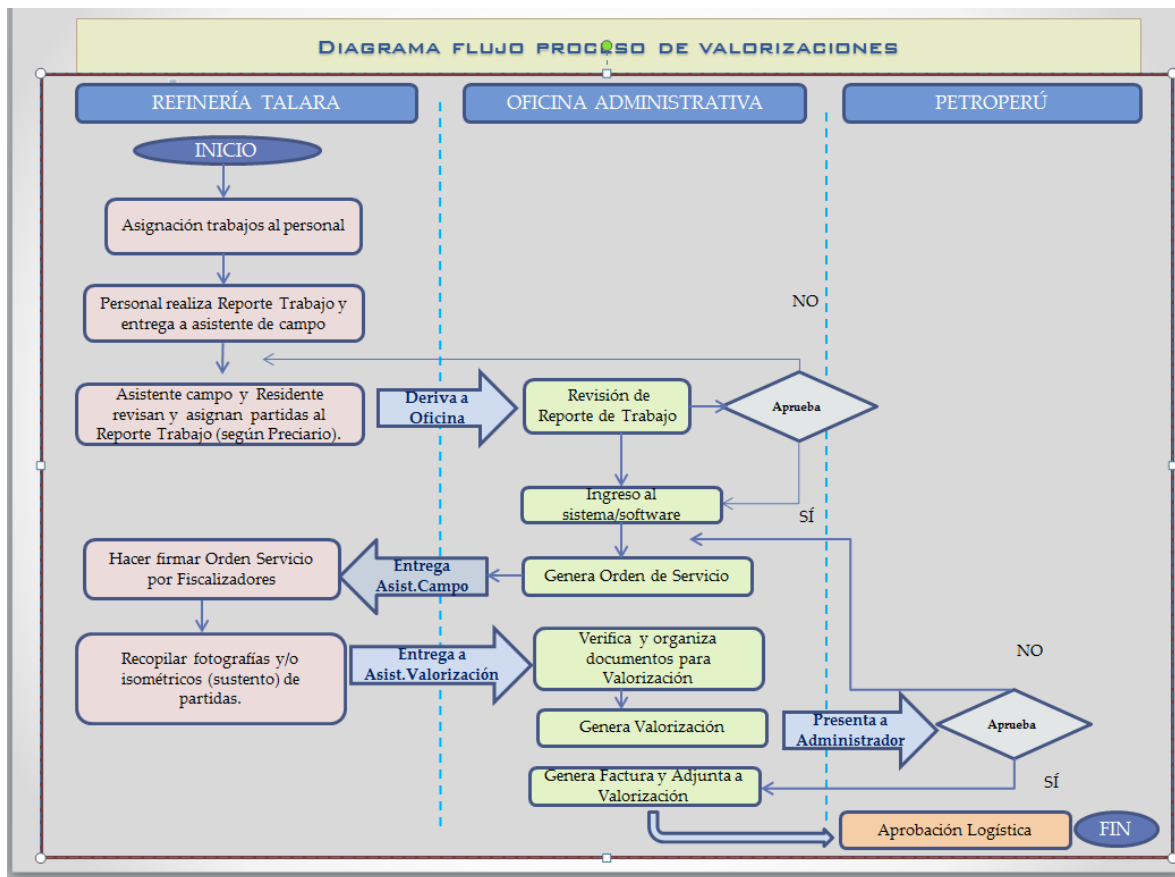 DIAGRAMA FLUJO PROCESO DE VALORIZACIONES
REFINERÍA TALARA
OFICINA ADMINISTRATIVA
PETROPERÚ
INICIO
Asignación trabajos al personal
Personal realiza Reporte Trabajo y
entrega a asistente de campo
NO
Asistente campo y Residente
revisan y asignan partidas al
Reporte Trabajo (según Preciario).
Deriva a
Oficina
Revisión de
Reporte de Trabajo
Aprueba
Ingreso al
sistema/software
SÍ
Genera Orden de Servicio
Entrega
Asist.Campo
Hacer firmar Orden Servicio
por Fiscalizadores
Recopilar fotografías y/o
isométricos (sustento) de
partidas.
Entrega a
Asist.Valorización
Verifica y organiza
documentos para
Valorización
Genera Valorización
Presenta a
Administrador
NO
Aprueba
SÍ
Genera Factura y Adjunta a
Valorización
Aprobación Logística
FIN